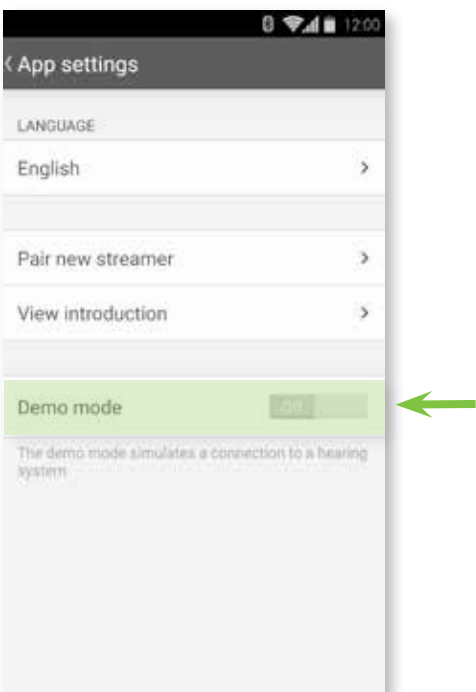 12:00
App settings
LANGUAGE
English
Pair new streamer
View introduction
Demo mode
The demo mode simulates a connection to a hearing
system